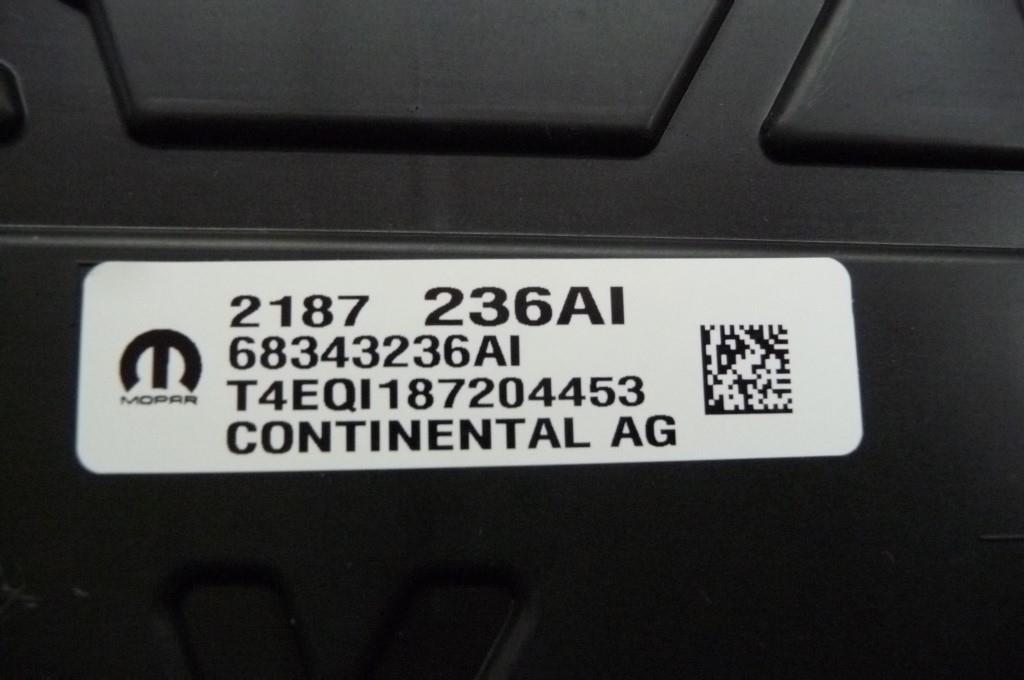 2187 236AI
68343236AI
MOPAR
T4EQI187204453
CONTINENTAL AG